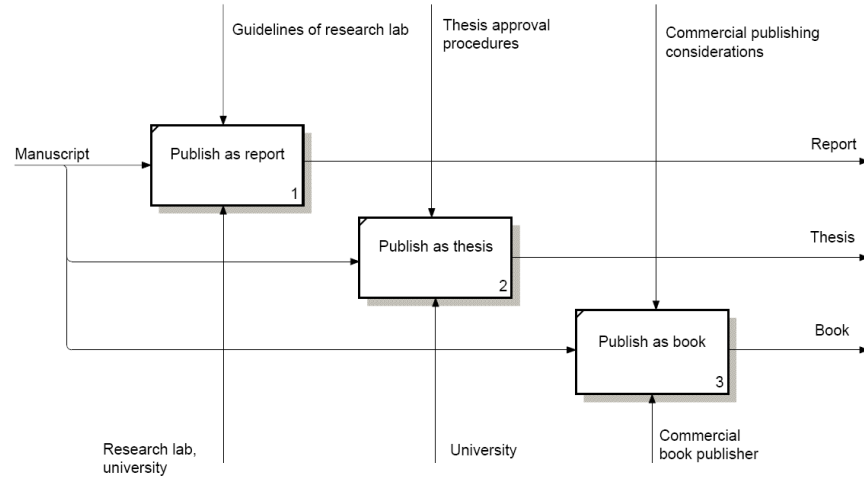 Guidelines of research lab
Thesis approval
procedures
Commercial publishing
considerations
Manuscript
Publish as report
1
Report
Publish as thesis
2
Thesis
Publish as book
3
Book
Research lab,
university
University
Commercial
book publisher